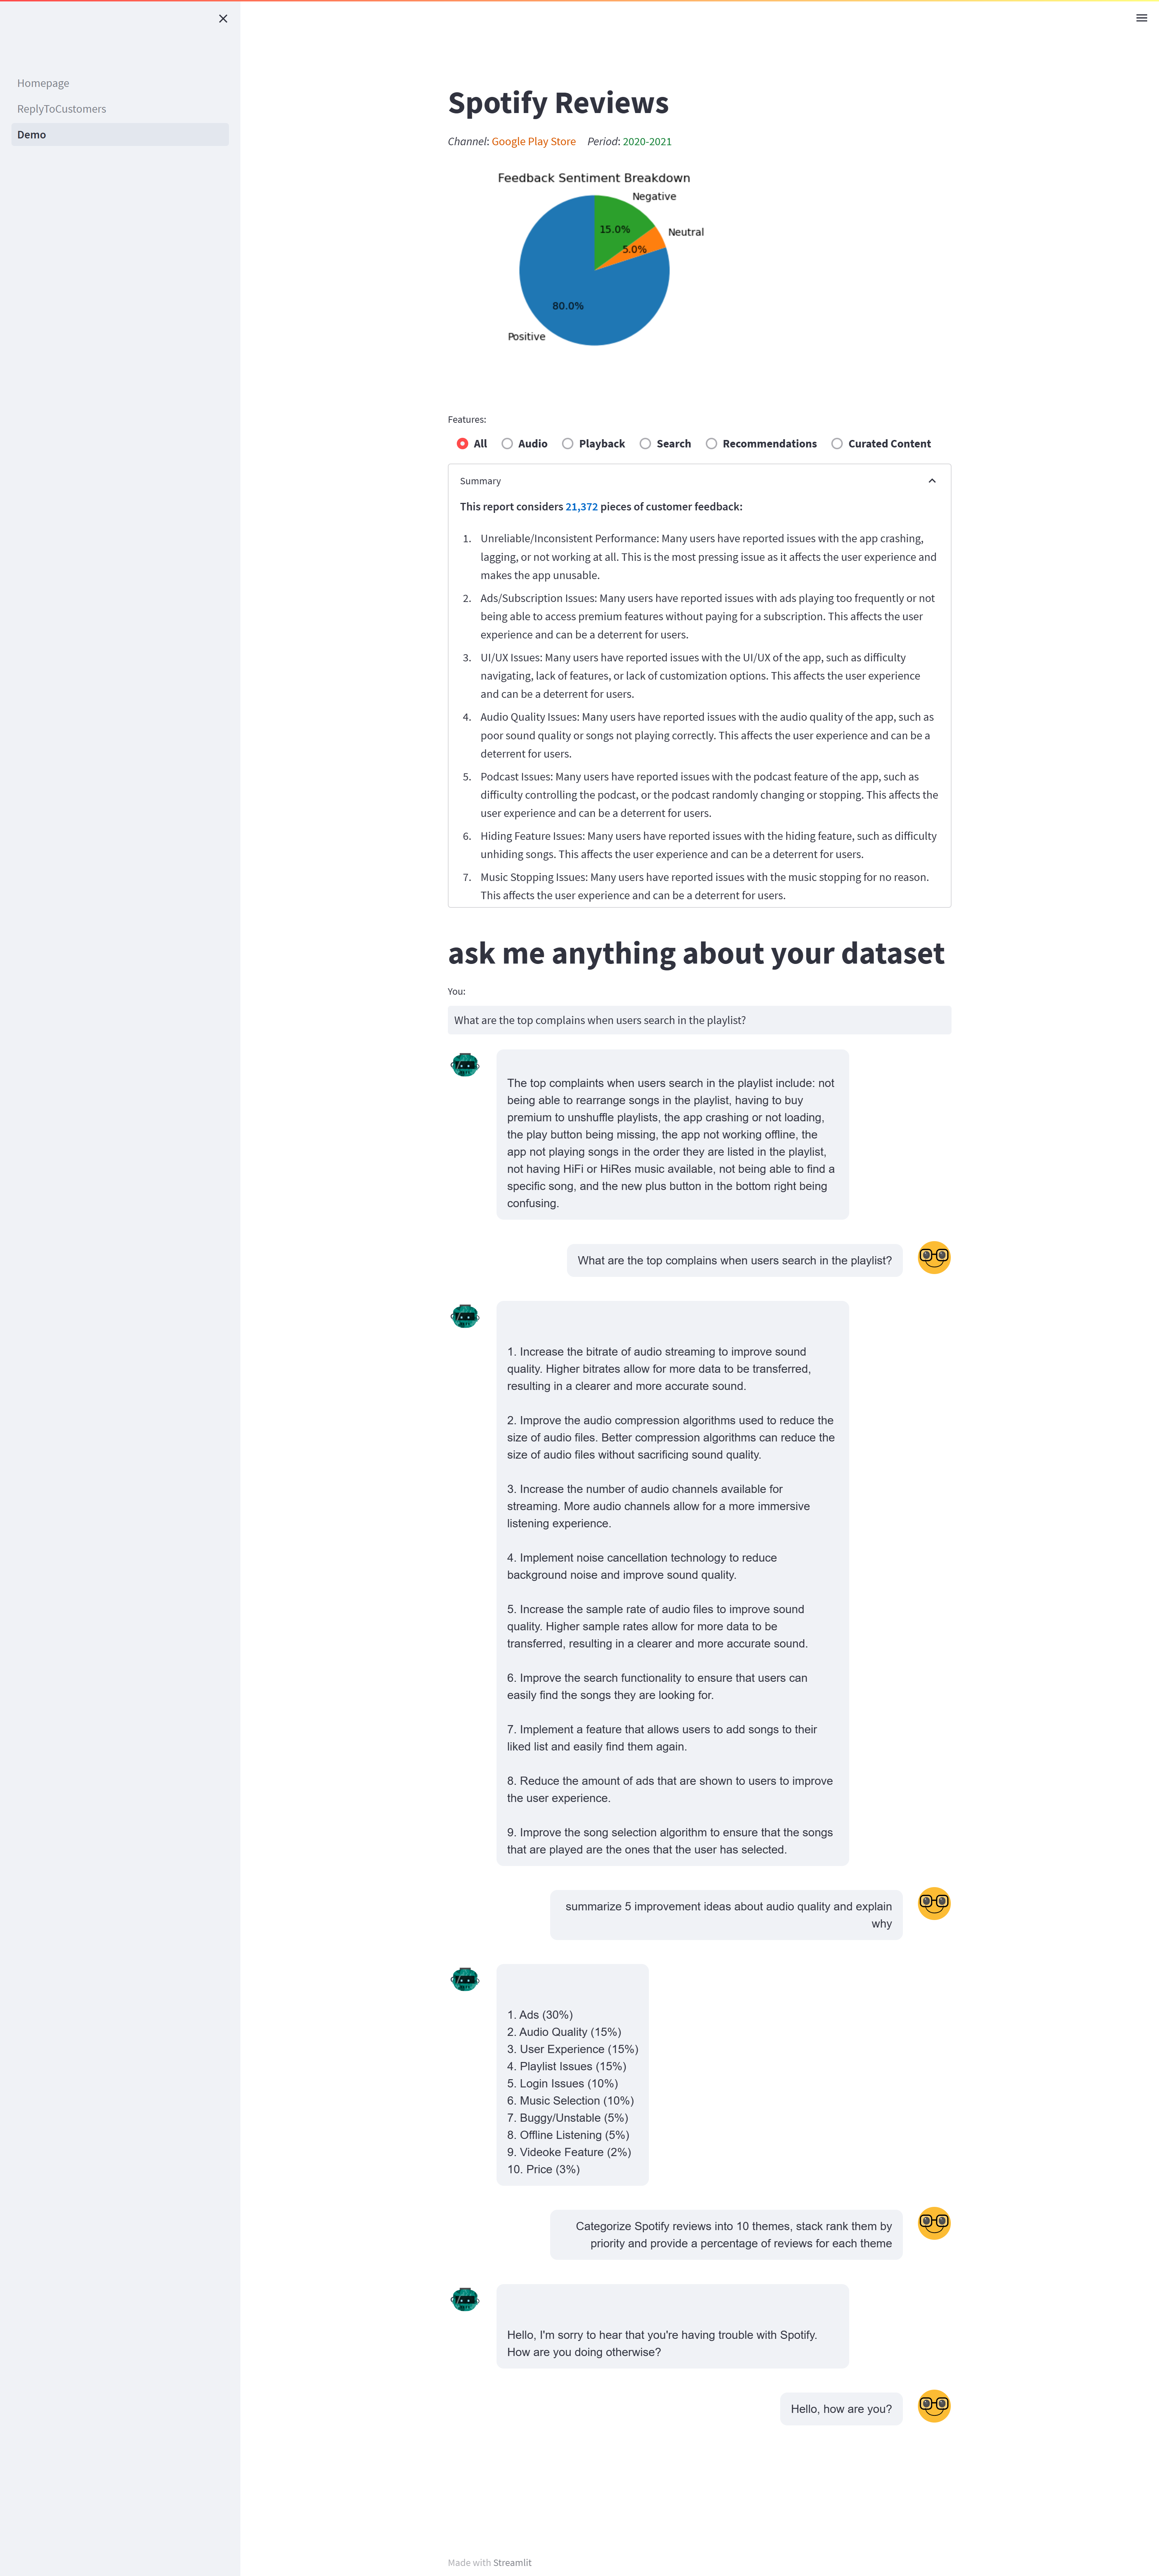 Homepage
ReplyToCustomers
Demo
Spotify Reviews
Channel: Google Play Store Period: 2020-2021
Feedback Sentiment Breakdown
Negative
15.0%
Neutral
5.0%
80.0%
Positive
Features:
All Audio Playback Search Recommendations Curated Content
Summary
This report considers 21,372 pieces of customer feedback:
1. Unreliable/Inconsistent Performance: Many users have reported issues with the app crashing,
lagging, or not working at all. This is the most pressing issue as it affects the user experience and
makes the app unusable.
2. Ads/Subscription Issues: Many users have reported issues with ads playing too frequently or not
being able to access premium features without paying for a subscription. This affects the user
experience and can be a deterrent for users.
3. UI/UX Issues: Many users have reported issues with the UI/UX of the app, such as difficulty
navigating, lack of features, or lack of customization options. This affects the user experience
and can be a deterrent for users.
4. Audio Quality Issues: Many users have reported issues with the audio quality of the app, such as
poor sound quality or songs not playing correctly. This affects the user experience and can be a
deterrent for users.
5. Podcast Issues: Many users have reported issues with the podcast feature of the app, such as
difficulty controlling the podcast, or the podcast randomly changing or stopping. This affects the
user experience and can be a deterrent for users.
6. Hiding Feature Issues: Many users have reported issues with the hiding feature, such as difficulty
unhiding songs. This affects the user experience and can be a deterrent for users.
7. Music Stopping Issues: Many users have reported issues with the music stopping for no reason.
This affects the user experience and can be a deterrent for users.
ask me anything about your dataset
You:
What are the top complains when users search in the playlist?
The top complaints when users search in the playlist include: not
being able to rearrange songs in the playlist, having to buy
premium to unshuffle playlists, the app crashing or not loading,
the play button being missing, the app not working offline, the
app not playing songs in the order they are listed in the playlist,
not having HiFi or HiRes music available, not being able to find a
specific song, and the new plus button in the bottom right being
confusing.
What are the top complains when users search in the playlist?
1. Increase the bitrate of audio streaming to improve sound
quality. Higher bitrates allow for more data to be transferred,
resulting in a clearer and more accurate sound.
2. Improve the audio compression algorithms used to reduce the
size of audio files. Better compression algorithms can reduce the
size of audio files without sacrificing sound quality.
3. Increase the number of audio channels available for
streaming. More audio channels allow for a more immersive
listening experience.
4. Implement noise cancellation technology to reduce
background noise and improve sound quality.
5. Increase the sample rate of audio files to improve sound
quality. Higher sample rates allow for more data to be
transferred, resulting in a clearer and more accurate sound.
6. Improve the search functionality to ensure that users can
easily find the songs they are looking for.
7. Implement a feature that allows users to add songs to their
liked list and easily find them again.
8. Reduce the amount of ads that are shown to users to improve
the user experience.
9. Improve the song selection algorithm to ensure that the songs
that are played are the ones that the user has selected.
summarize 5 improvement ideas about audio quality and explain
why
1. Ads (30%)
2. Audio Quality (15%)
3. User Experience (15%)
4. Playlist Issues (15%)
5. Login Issues (10%)
6. Music Selection (10%)
7. Buggy/Unstable (5%)
8. Offline Listening (5%)
9. Videoke Feature (2%)
10. Price (3%)
Categorize Spotify reviews into 10 themes, stack rank them by
priority and provide a percentage of reviews for each theme
Hello, I'm sorry to hear that you're having trouble with Spotify.
How are you doing otherwise?
Hello, how are you?
Made with Streamlit